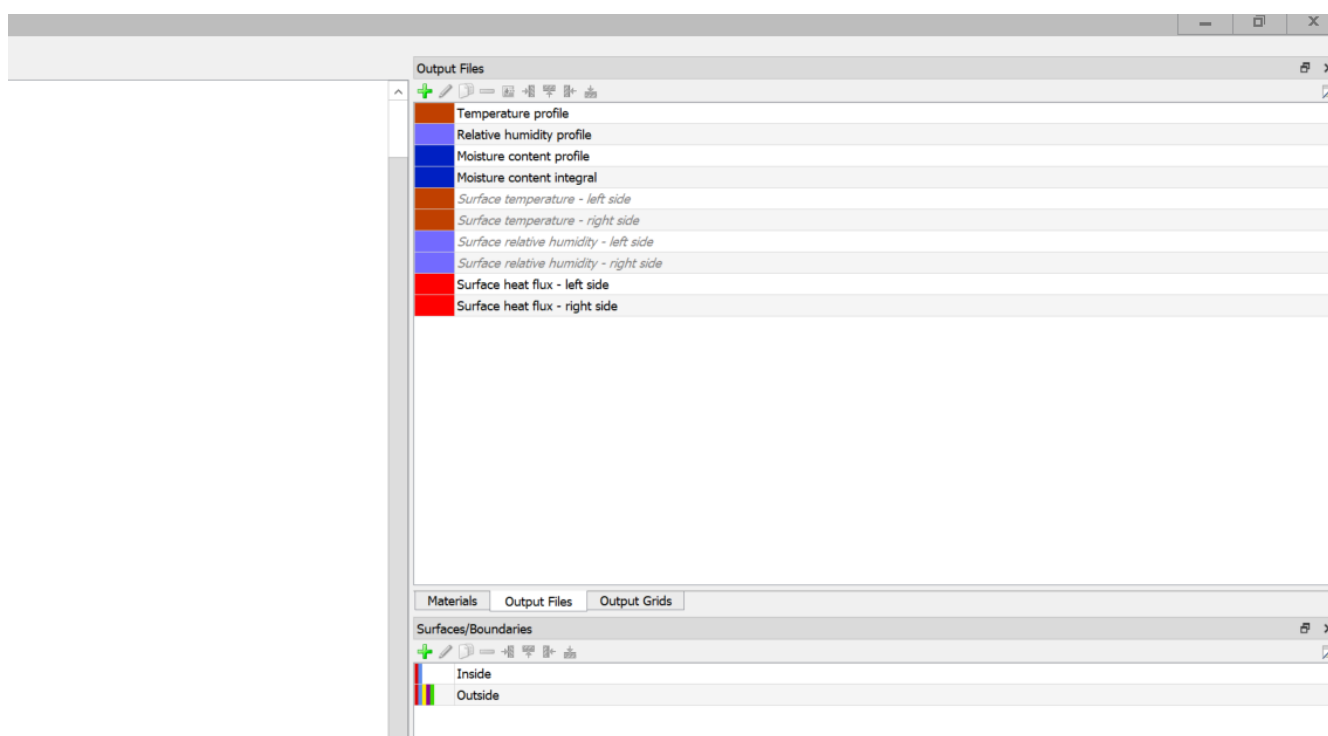 Output Files
Temperature profile
Relative humidity profile
Moisture content profile
Moisture content integral
Surface temperature - left side
Surface temperature - right side
Surface relative humidity - left side
Surface relative humidity - right side
Surface heat flux - left side
Surface heat flux - right side
Materials Output Files Output Grids
Surfaces/Boundaries
Inside
Outside